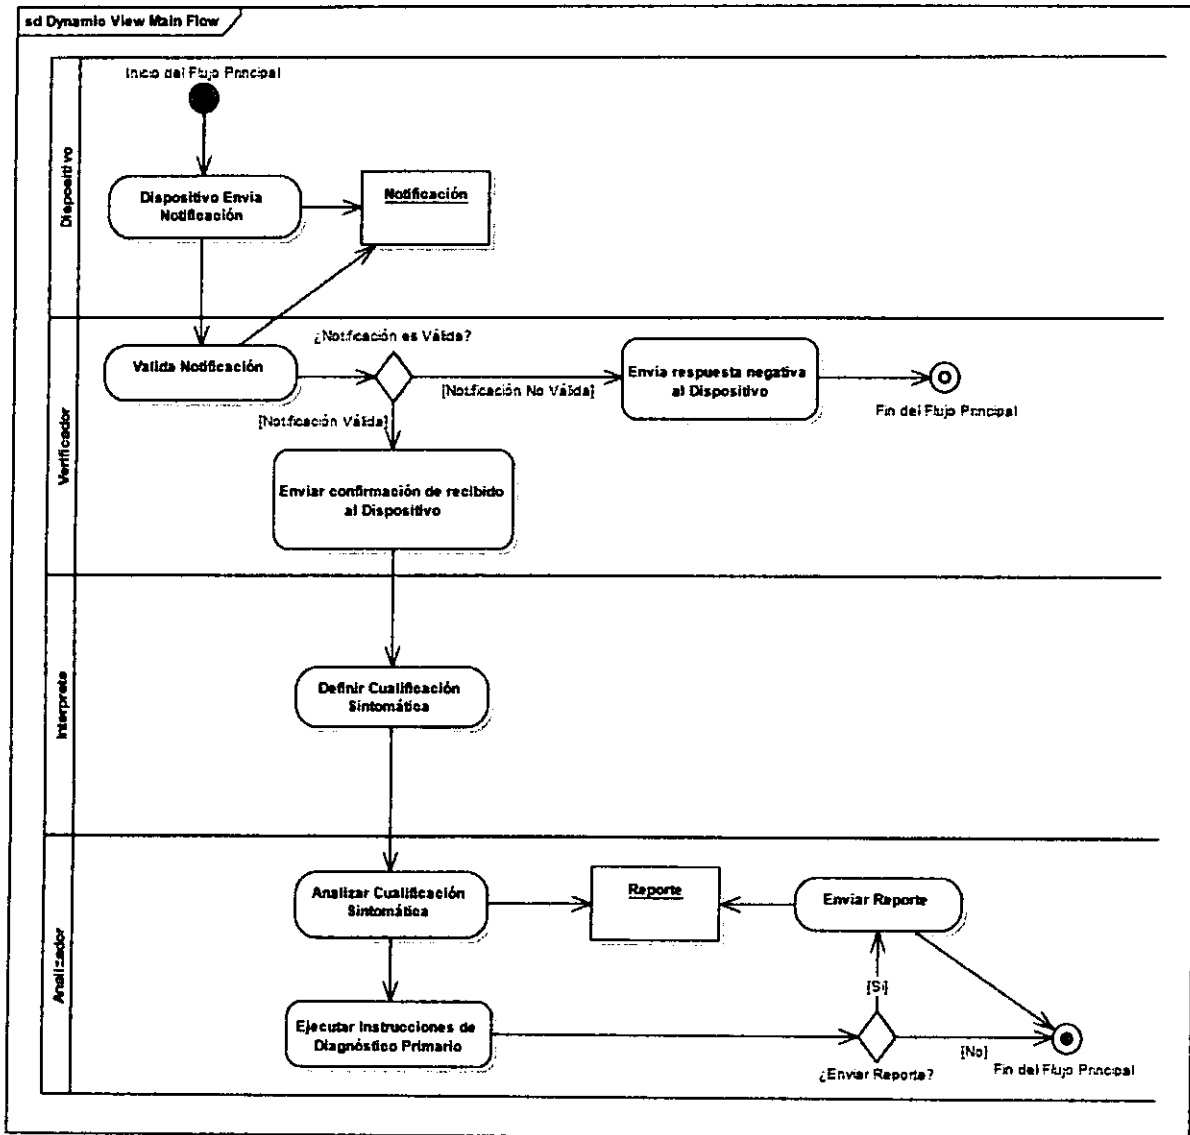 sd Dynamic View Main Flow
Dispositivo
Inicio del Flujo Principal
Dispositivo Envia
Notificación
Notificación
Verificador
Valida Notificación
¿Notificación es Válida?
[Notificación No Válida]
[Notificación Válida]
Envia respuesta negativa
al Dispositivo
Fin del Flujo Principal
Enviar confirmación de recibido
al Dispositivo
Interprete
Definir Cualificación
Sintomática
Analizador
Analizar Cualificación
Sintomática
Reporte
Enviar Reporte
[Si]
Ejecutar Instrucciones de
Diagnóstico Primario
¿Enviar Reporte?
[No]
Fin del Flujo Principal